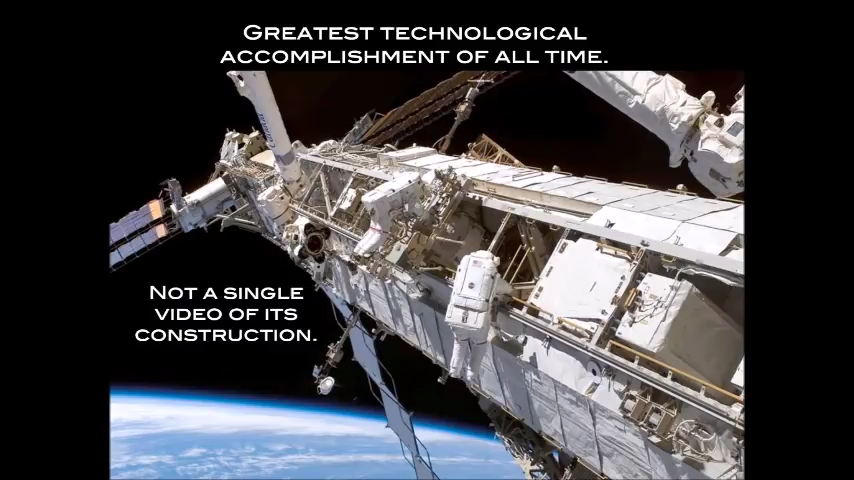 Greatest technological
accomplishment of all time.
Not a single
video of its
construction.